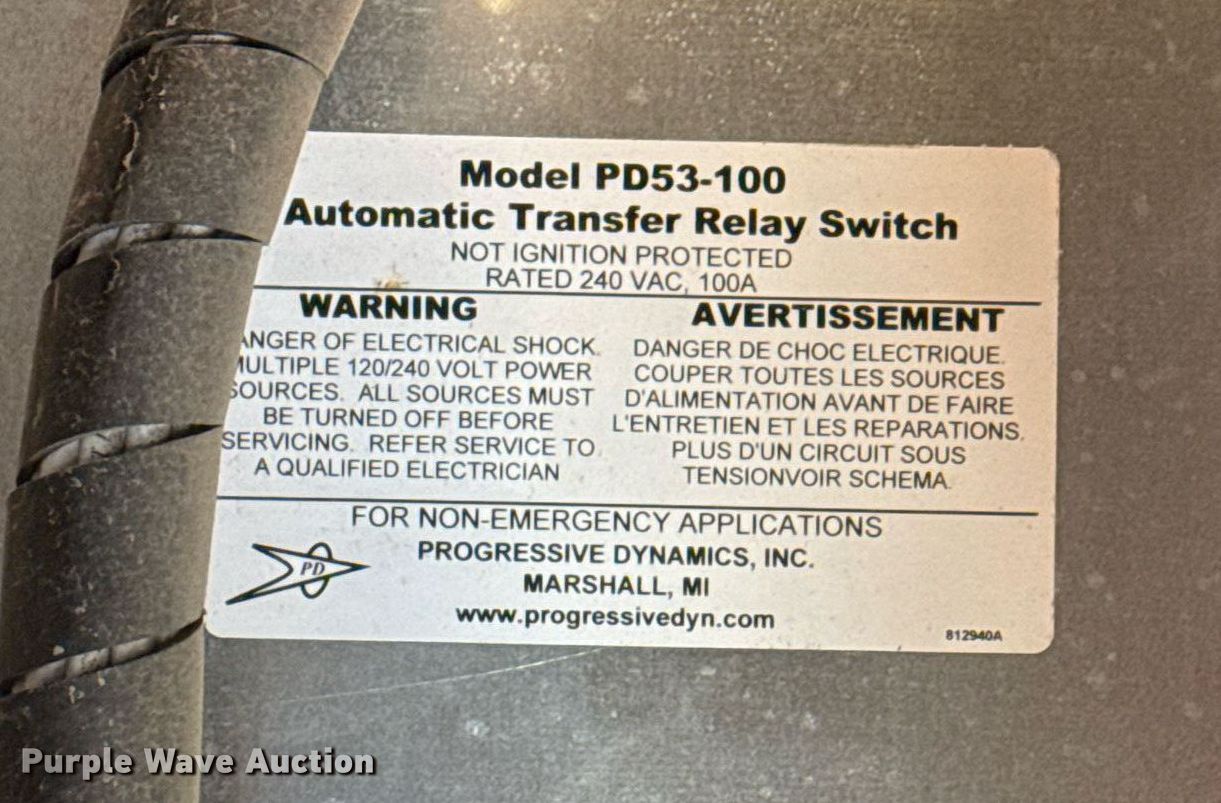 Model PD53-100
Automatic Transfer Relay Switch
NOT IGNITION PROTECTED
RATED 240 VAC, 100A
WARNING
ANGER OF ELECTRICAL SHOCK.
ULTIPLE 120/240 VOLT POWER
SOURCES. ALL SOURCES MUST
BE TURNED OFF BEFORE
SERVICING. REFER SERVICE TO
A QUALIFIED ELECTRICIAN
AVERTISSEMENT
DANGER DE CHOC ELECTRIQUE.
COUPER TOUTES LES SOURCES
D'ALIMENTATION AVANT DE FAIRE
L'ENTRETIEN ET LES REPARATIONS.
PLUS D'UN CIRCUIT SOUS
TENSIONVOIR SCHEMA.
FOR NON-EMERGENCY APPLICATIONS
PD
PROGRESSIVE DYNAMICS, INC.
MARSHALL, MI
www.progressivedyn.com
812940A
Purple Wave Auction